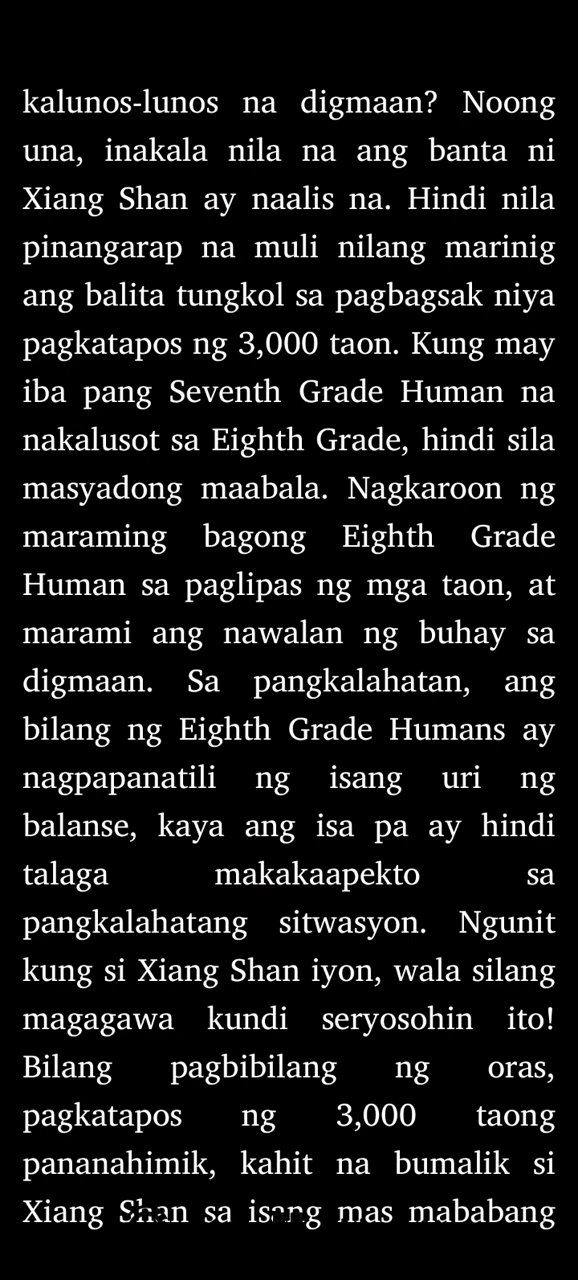 kalunos-lunos na digmaan? Noong
una, inakala nila na ang banta ni
Xiang Shan ay naalis na. Hindi nila
pinangarap na muli nilang marinig
ang balita tungkol sa pagbagsak niya
pagkatapos ng 3,000 taon. Kung may
iba pang Seventh Grade Human na
nakalusot sa Eighth Grade, hindi sila
masyadong maabala. Nagkaroon ng
maraming bagong Eighth Grade
Human sa paglipas ng mga taon, at
marami ang nawalan ng buhay sa
digmaan. Sa pangkalahatan, ang
bilang ng Eighth Grade Humans ay
nagpapanatili ng isang uri ng
balanse, kaya ang isa pa ay hindi
talaga makakaapekto sa
pangkalahatang sitwasyon. Ngunit
kung si Xiang Shan iyon, wala silang
magagawa kundi seryosohin ito!
Bilang pagbibilang ng oras,
pagkatapos ng 3,000 taong
pananahimik, kahit na bumalik si
Xiang Shan sa isang mas mababang